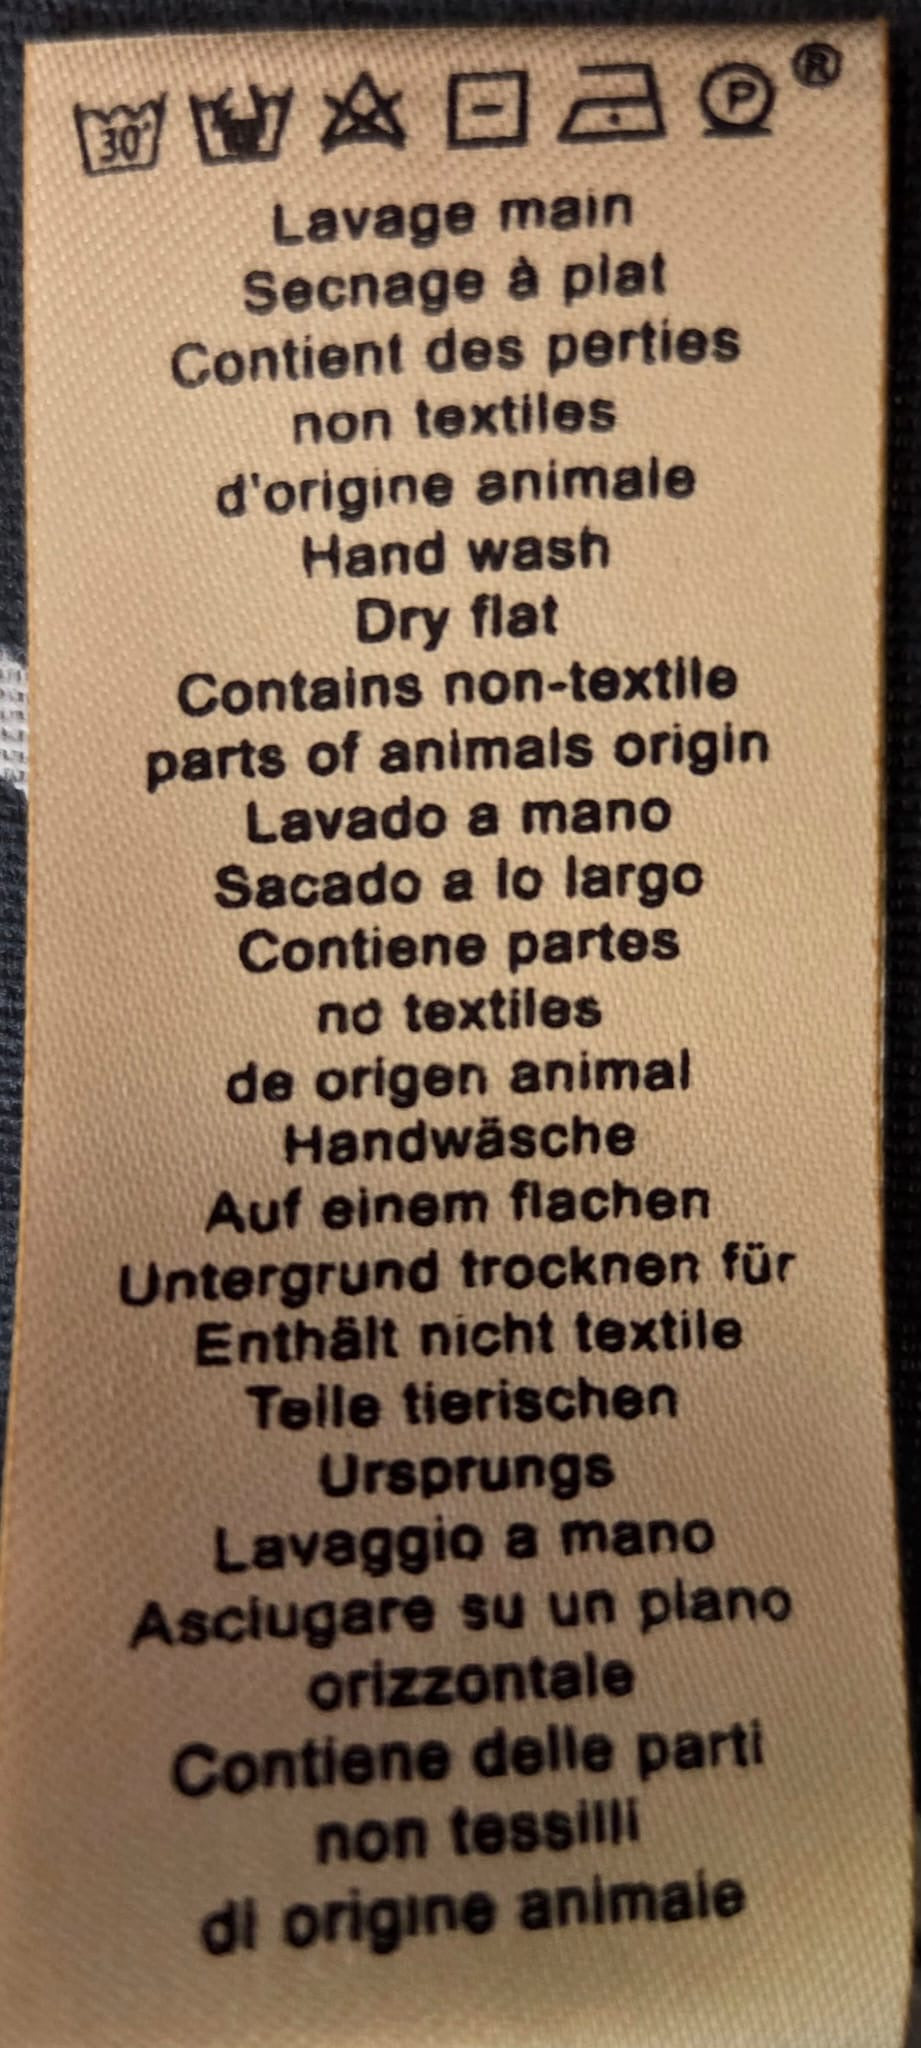 30°
P ®
Lavage main
Secnage à plat
Contient des perties
non textiles
d'origine animale
Hand wash
Dry flat
Contains non-textile
parts of animals origin
Lavado a mano
Sacado a lo largo
Contiene partes
no textiles
de origen animal
Handwäsche
Auf einem flachen
Untergrund trocknen für
Enthält nicht textile
Teile tierischen
Ursprungs
Lavaggio a mano
Asciugare su un piano
orizzontale
Contiene delle parti
non tessilli
di origine animale